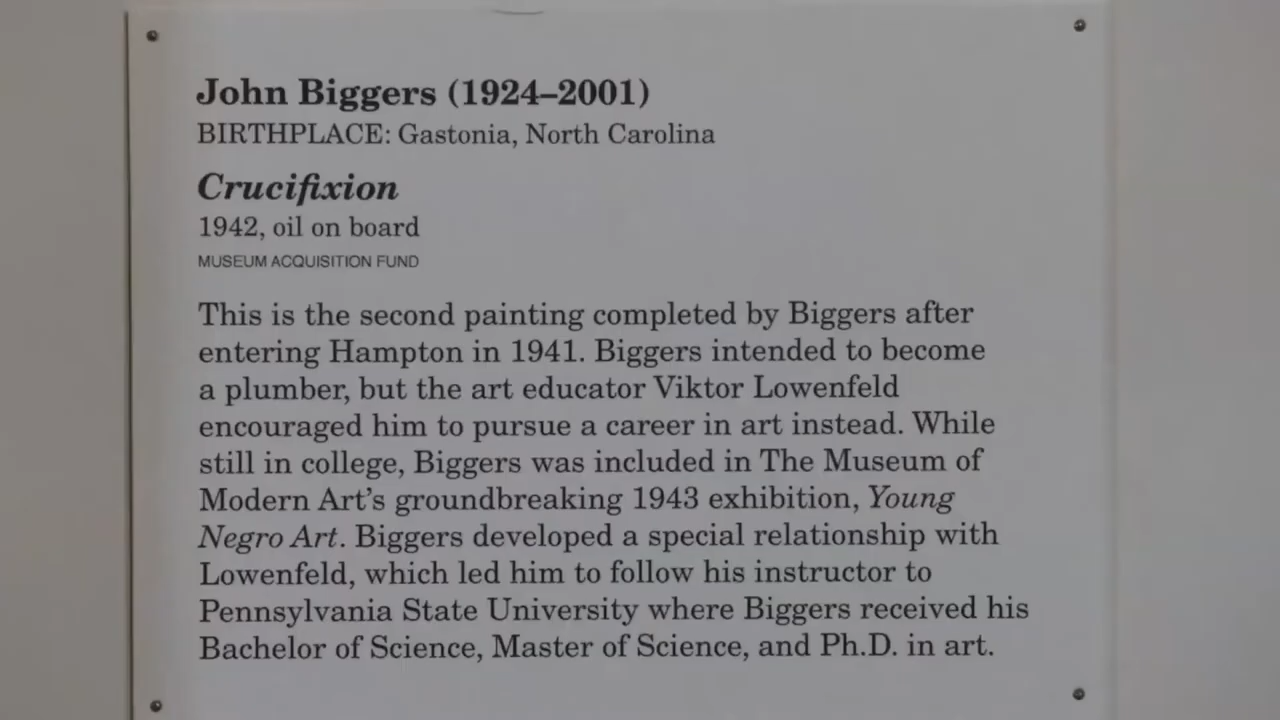 John Biggers (1924–2001)
BIRTHPLACE: Gastonia, North Carolina
Crucifixion
1942, oil on board
MUSEUM ACQUISITION FUND
This is the second painting completed by Biggers after
entering Hampton in 1941. Biggers intended to become
a plumber, but the art educator Viktor Lowenfeld
encouraged him to pursue a career in art instead. While
still in college, Biggers was included in The Museum of
Modern Art’s groundbreaking 1943 exhibition, Young
Negro Art. Biggers developed a special relationship with
Lowenfeld, which led him to follow his instructor to
Pennsylvania State University where Biggers received his
Bachelor of Science, Master of Science, and Ph.D. in art.